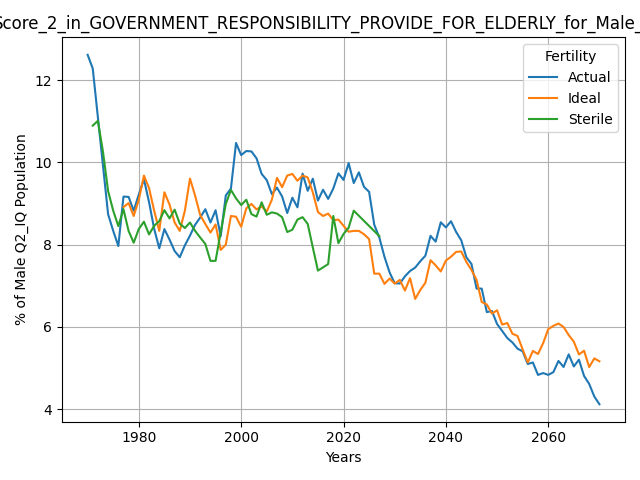 Score_2_in_GOVERNMENT_RESPONSIBILITY_PROVIDE_FOR_ELDERLY_for_Male_
Fertility
Actual
Ideal
Sterile
% of Male Q2_IQ Population
12
10
8
6
4
1980
2000
2020
2040
2060
Years